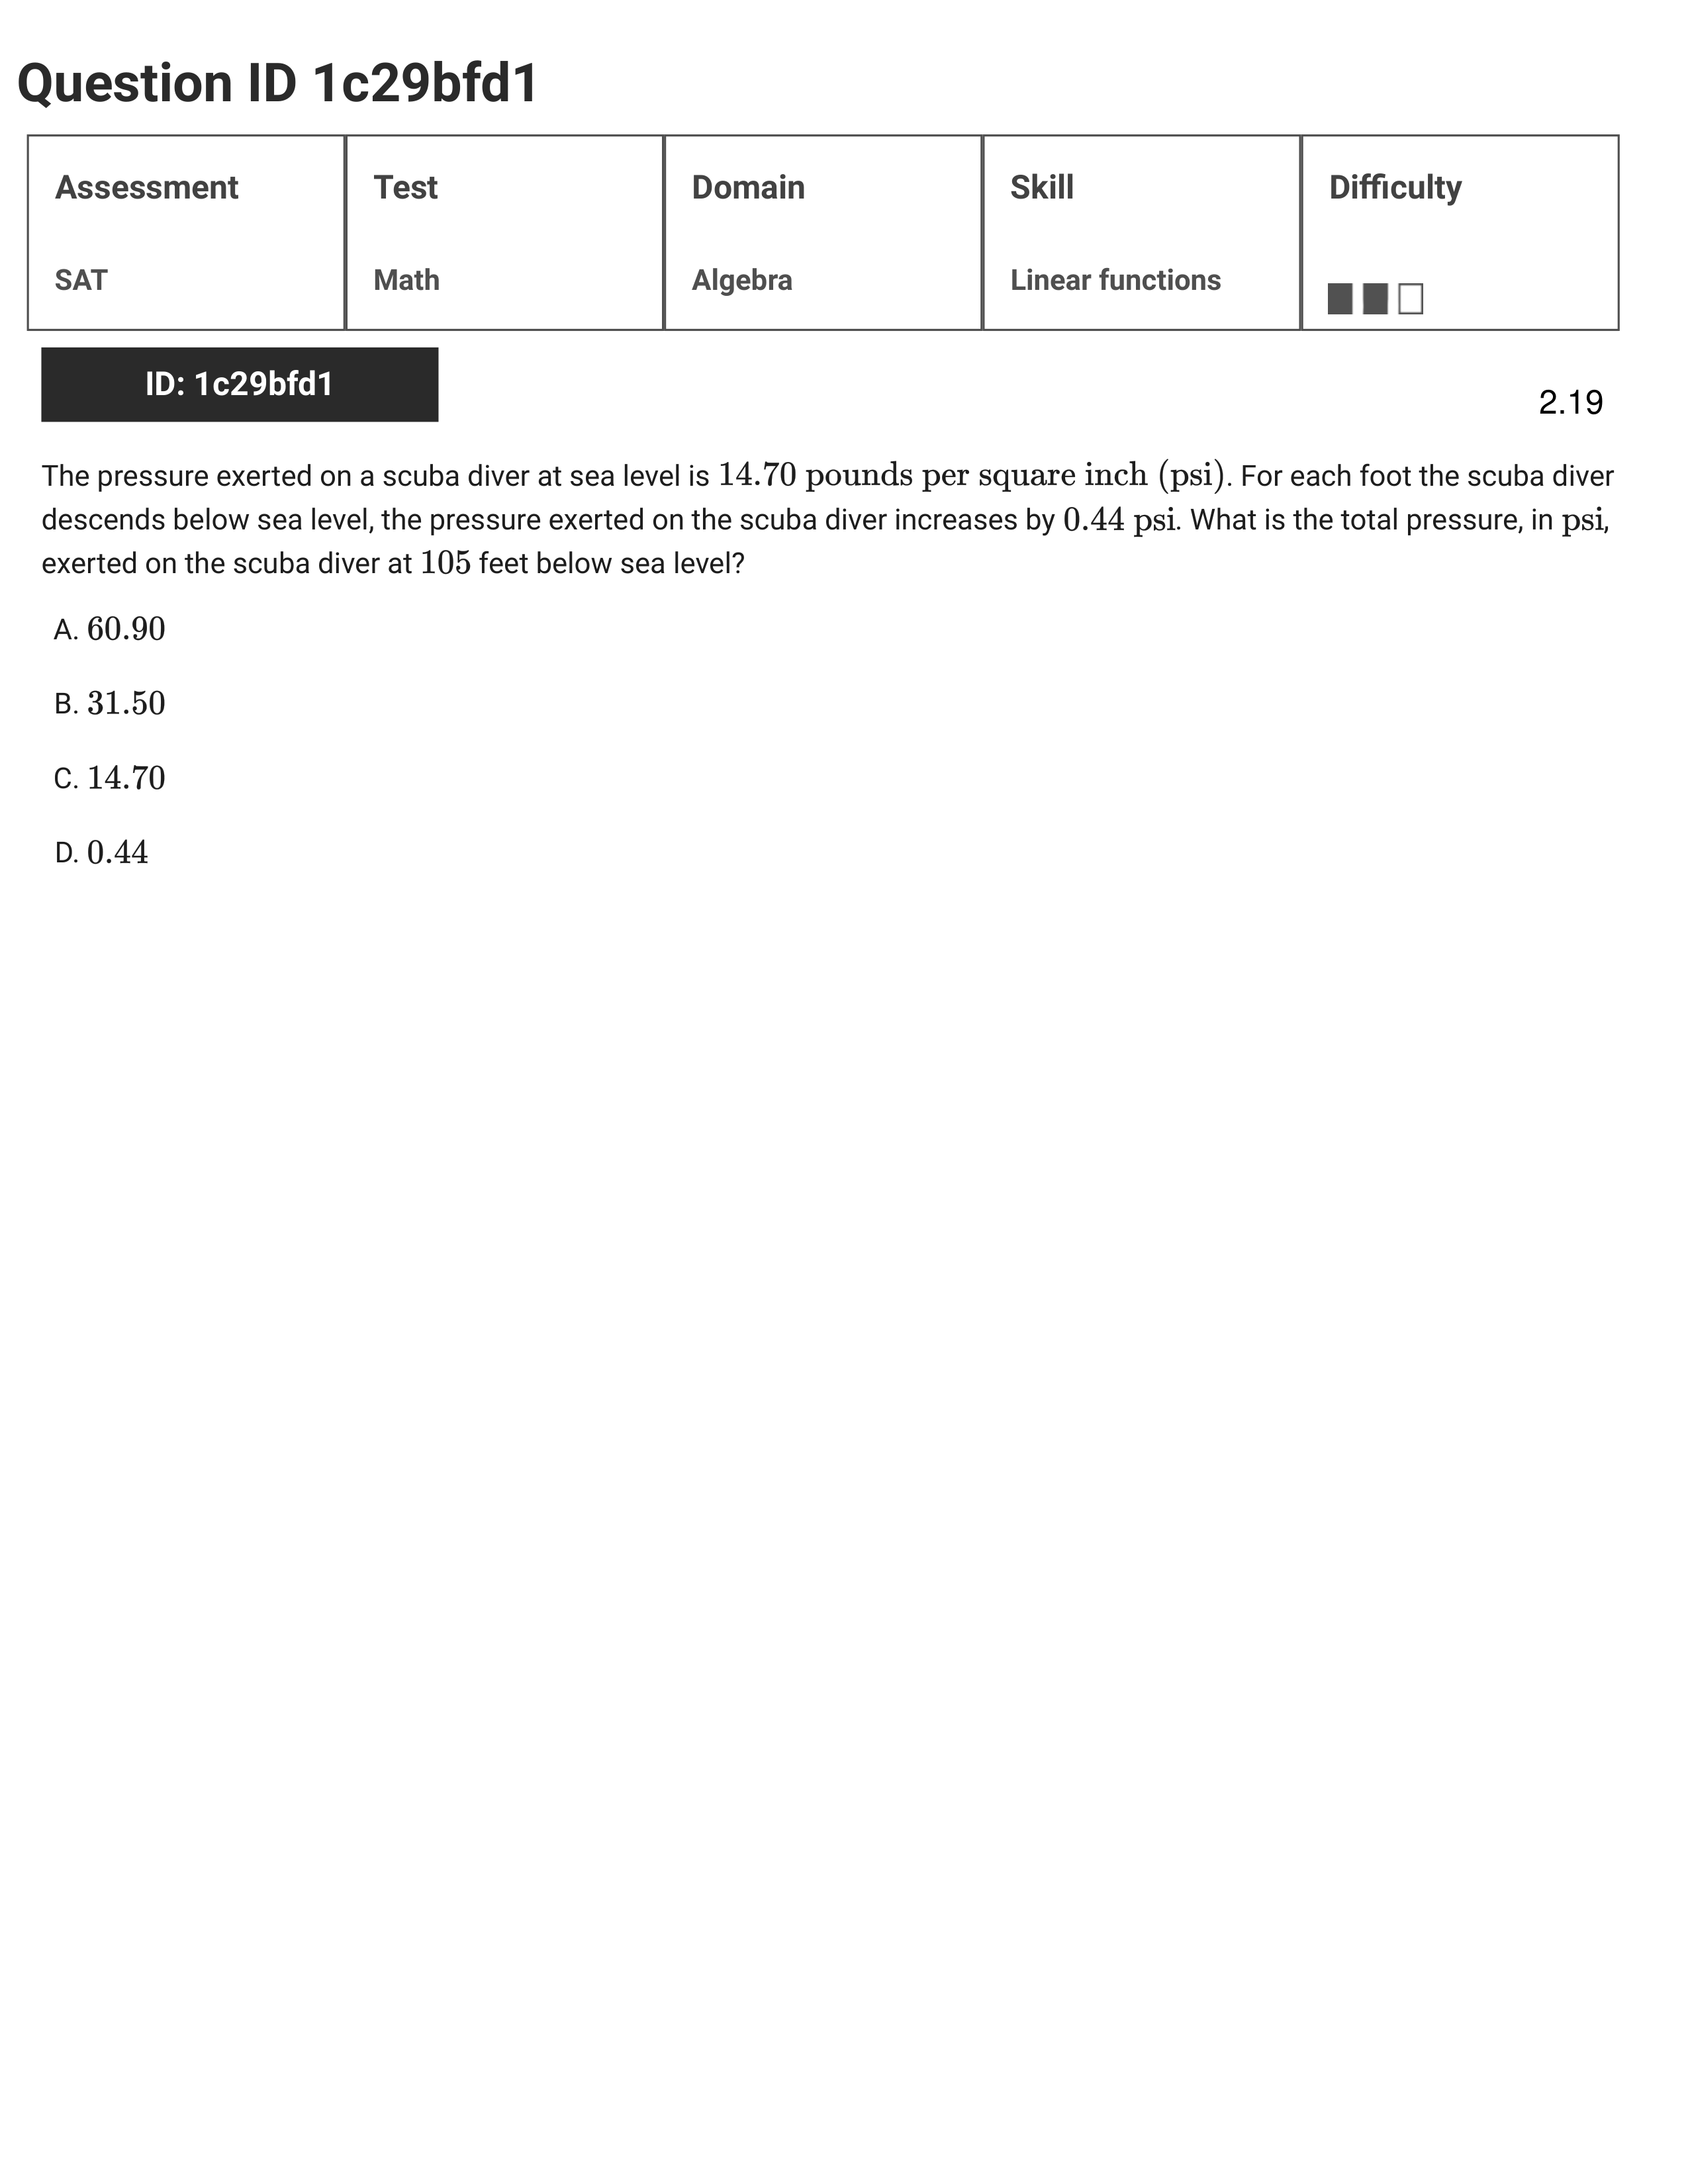 Question ID 1c29bfd1
Assessment
Test
Domain
Skill
Difficulty
SAT
Math
Algebra
Linear functions
ID: 1c29bfd1
2.19
The pressure exerted on a scuba diver at sea level is 14.70 pounds per square inch (psi). For each foot the scuba diver
descends below sea level, the pressure exerted on the scuba diver increases by 0.44 psi. What is the total pressure, in psi,
exerted on the scuba diver at 105 feet below sea level?
A. 60.90
B. 31.50
C. 14.70
D. 0.44